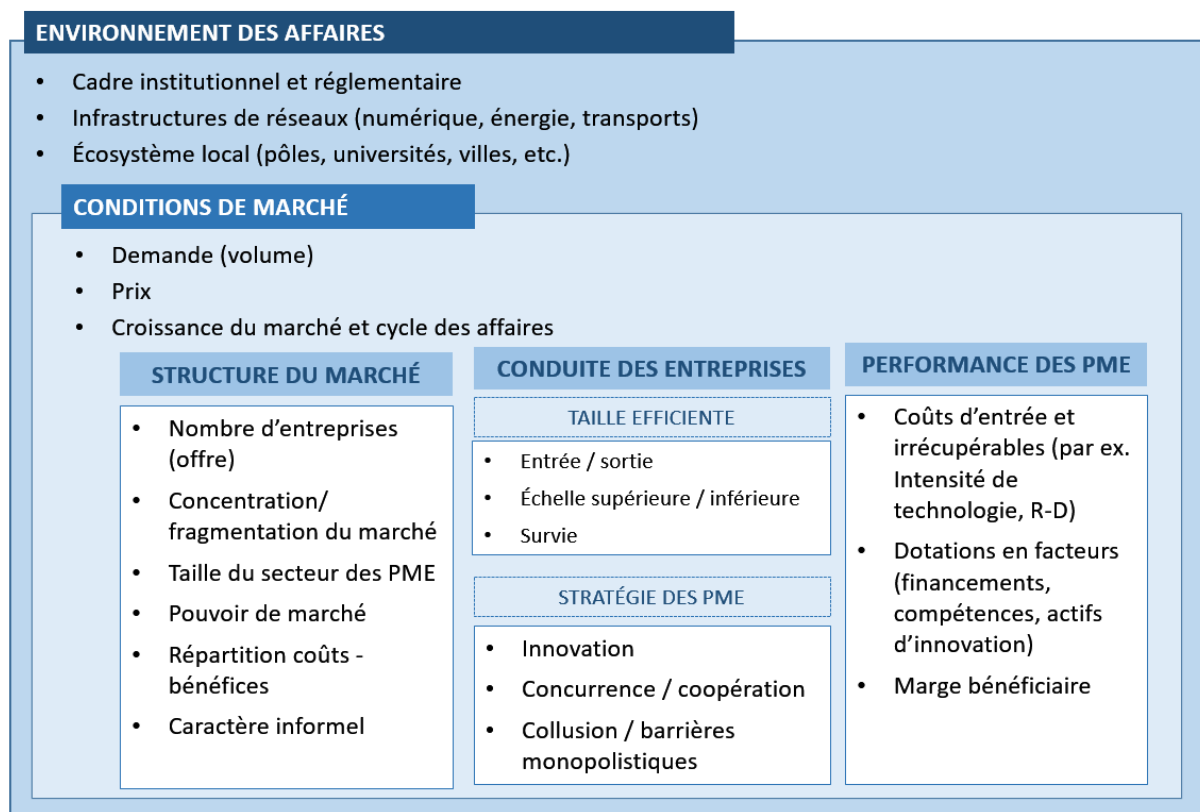 ENVIRONNEMENT DES AFFAIRES
• Cadre institutionnel et réglementaire
• Infrastructures de réseaux (numérique, énergie, transports)
• Écosystème local (pôles, universités, villes, etc.)
CONDITIONS DE MARCHÉ
• Demande (volume)
• Prix
• Croissance du marché et cycle des affaires
STRUCTURE DU MARCHÉ
• Nombre d’entreprises
(offre)
• Concentration/
fragmentation du marché
• Taille du secteur des PME
• Pouvoir de marché
• Répartition coûts -
bénéfices
• Caractère informel
CONDUITE DES ENTREPRISES
TAILLE EFFICIENTE
• Entrée / sortie
• Échelle supérieure / inférieure
• Survie
STRATÉGIE DES PME
• Innovation
• Concurrence / coopération
• Collusion / barrières
monopolistiques
PERFORMANCE DES PME
• Coûts d’entrée et
irrécupérables (par ex.
Intensité de
technologie, R-D)
• Dotations en facteurs
(financements,
compétences, actifs
d’innovation)
• Marge bénéficiaire